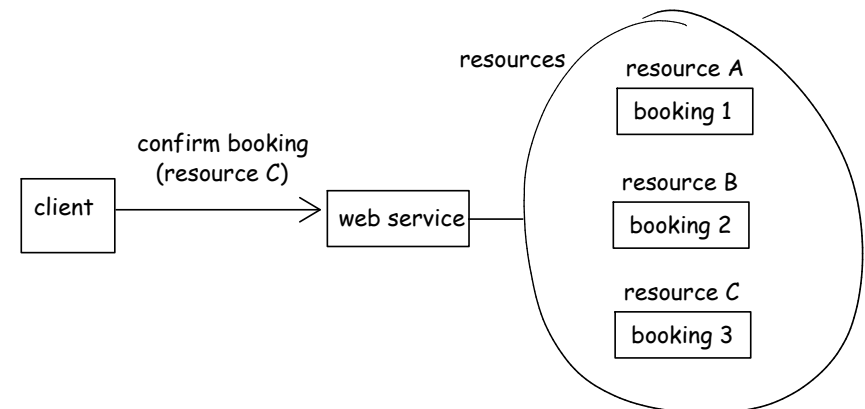 resources
resource A
booking 1
confirm booking
(resource C)
client
web service
resource B
booking 2
resource C
booking 3